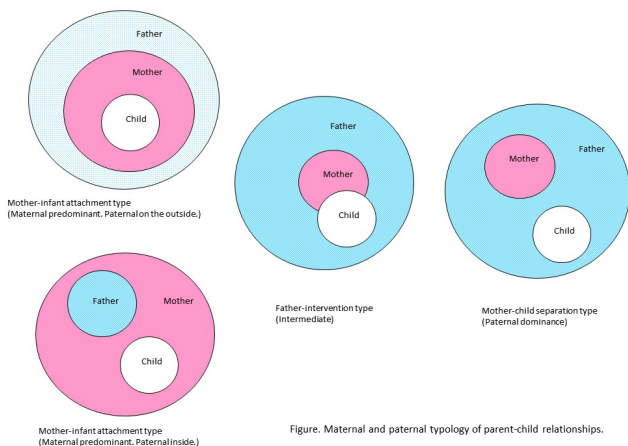 Father
Mother
Child
Mother-infant attachment type
(Maternal predominant. Paternal on the outside.)
Father
Mother
Child
Father-intervention type
(Intermediate)
Mother
Father
Child
Mother-child separation type
(Paternal dominance)
Father
Mother
Child
Mother-infant attachment type
(Maternal predominant. Paternal inside.)
Figure. Maternal and paternal typology of parent-child relationships.